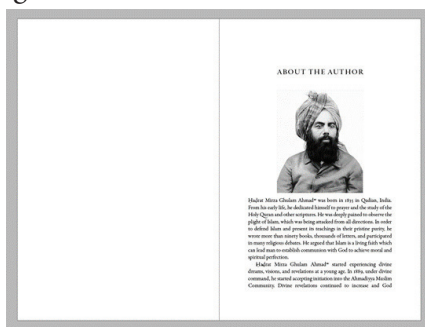 ABOUT THE AUTHOR
Haḍrat Mirza Ghulam Ahmad was born in 1835 in Qadian, India.
From his early life, he dedicated himself to prayer and the study of the
Holy Quran and other scriptures. He was deeply pained to observe the
plight of Islam, which was being attacked from all directions. In order
to defend Islam and present its teachings in their pristine purity, he
wrote more than ninety books, thousands of letters, and participated
in many religious debates. He argued that Islam is a living faith which
can lead man to establish communion with God to achieve moral and
spiritual perfection.
Haḍrat Mirza Ghulam Ahmad started experiencing divine
dreams, visions, and revelations at a young age. In 1889, under divine
command, he started accepting initiation into the Ahmadiyya Muslim
Community. Divine revelations continued to increase and God